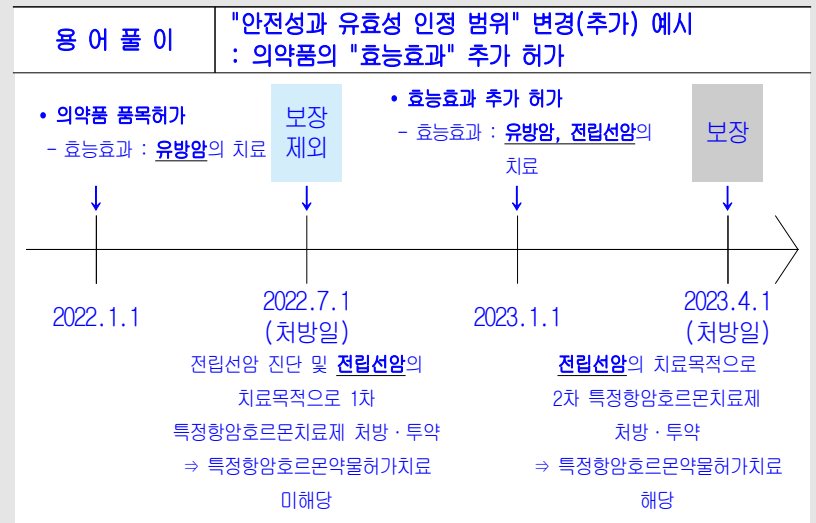 용 어 풀 이
"안전성과 유효성 인정 범위" 변경(추가) 예시
: 의약품의 "효능효과" 추가 허가
• 의약품 품목허가
- 효능효과 : 유방암의 치료
보장
제외
• 효능효과 추가 허가
- 효능효과 : 유방암, 전립선암의
치료
보장
2022.1.1
2022.7.1
(처방일)
2023.1.1
2023.4.1
(처방일)
전립선암 진단 및 전립선암의
치료목적으로 1차
특정항암호르몬치료제 처방·투약
⇒ 특정항암호르몬약물허가치료
미해당
전립선암의 치료목적으로
2차 특정항암호르몬치료제
처방·투약
⇒ 특정항암호르몬약물허가치료
해당